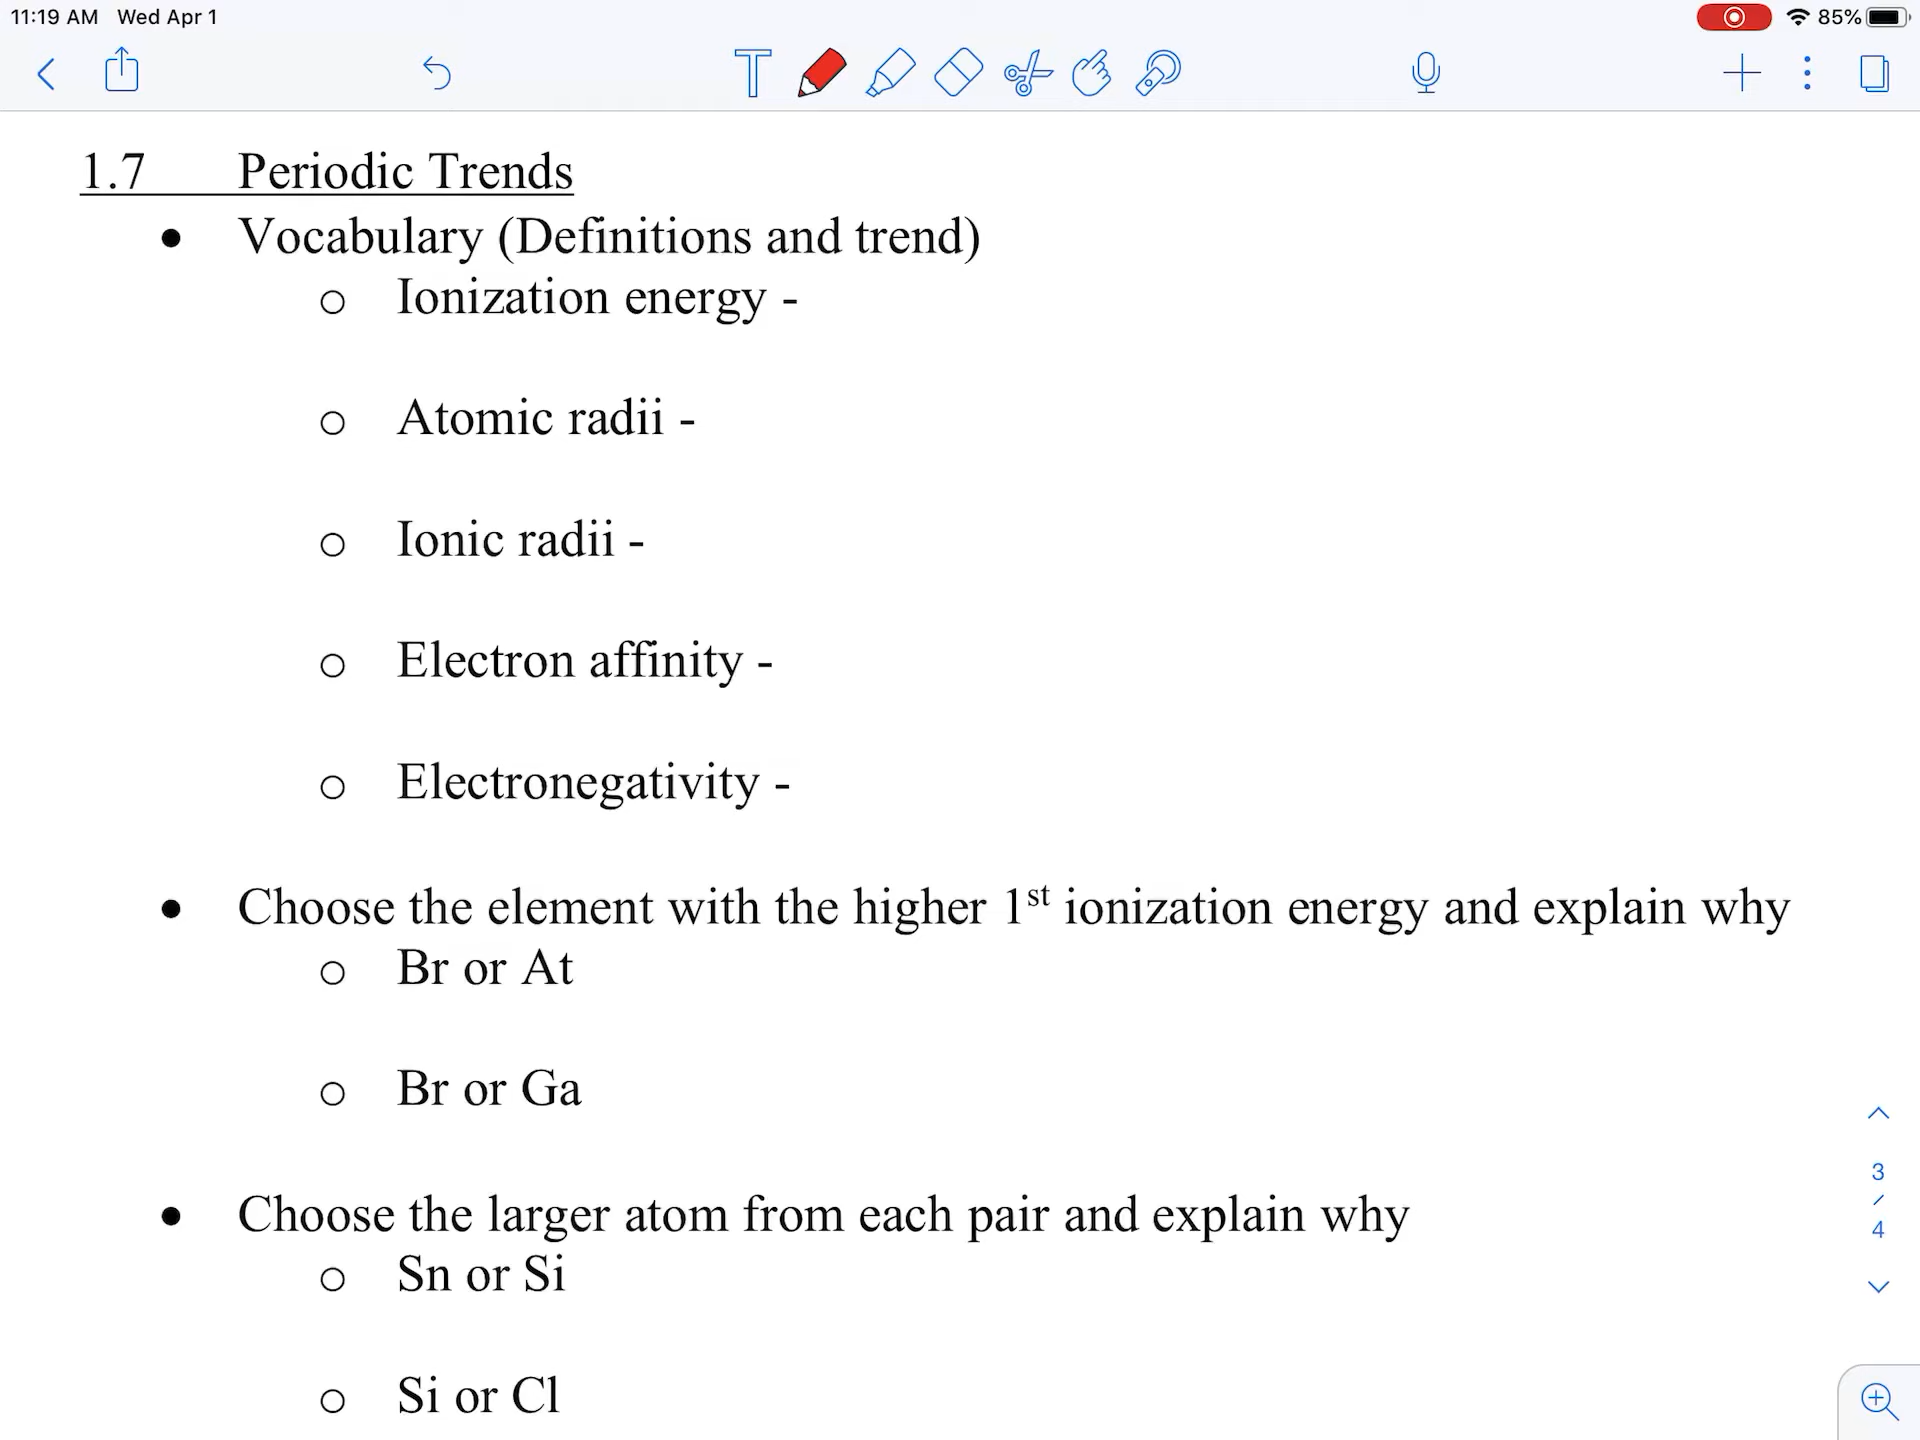 11:19 AM Wed Apr 1 85%
1.7 Periodic Trends
• Vocabulary (Definitions and trend)
o Ionization energy -
o Atomic radii -
o Ionic radii -
o Electron affinity -
o Electronegativity -
• Choose the element with the higher 1st ionization energy and explain why
o Br or At
o Br or Ga
• Choose the larger atom from each pair and explain why
o Sn or Si
o Si or Cl
3 / 4